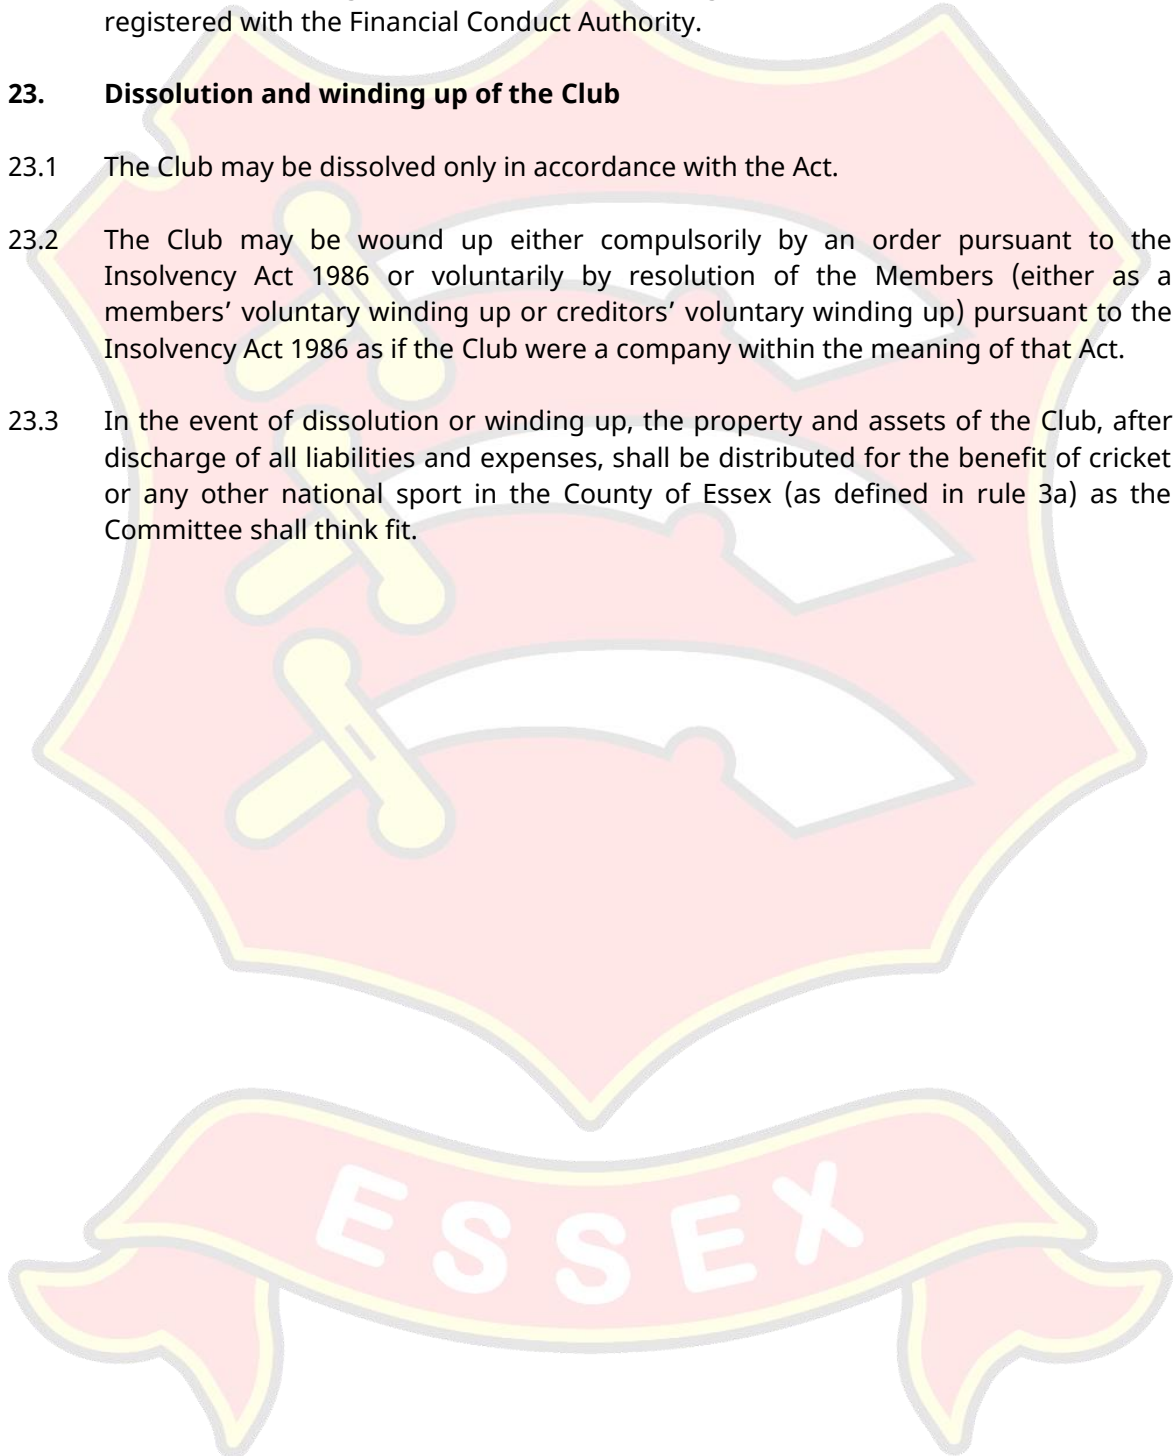 registered with the Financial Conduct Authority.
23. Dissolution and winding up of the Club
23.1 The Club may be dissolved only in accordance with the Act.
23.2 The Club may be wound up either compulsorily by an order pursuant to the
Insolvency Act 1986 or voluntarily by resolution of the Members (either as a
members’ voluntary winding up or creditors’ voluntary winding up) pursuant to the
Insolvency Act 1986 as if the Club were a company within the meaning of that Act.
23.3 In the event of dissolution or winding up, the property and assets of the Club, after
discharge of all liabilities and expenses, shall be distributed for the benefit of cricket
or any other national sport in the County of Essex (as defined in rule 3a) as the
Committee shall think fit.
ESSEX